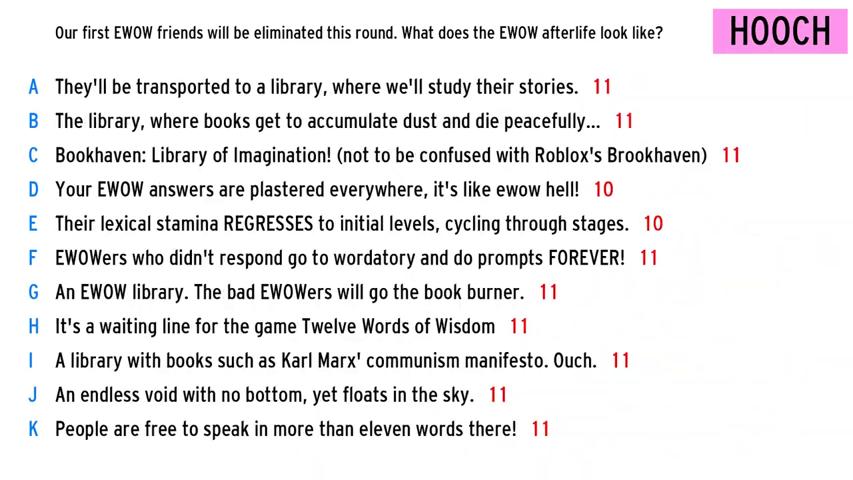 Our first EWOW friends will be eliminated this round. What does the EWOW afterlife look like?
HOOCH
A They'll be transported to a library, where we'll study their stories. 11
B The library, where books get to accumulate dust and die peacefully... 11
C Bookhaven: Library of Imagination! (not to be confused with Roblox's Brookhaven) 11
D Your EWOW answers are plastered everywhere, it's like ewow hell! 10
E Their lexical stamina REGRESSES to initial levels, cycling through stages. 10
F EWOWers who didn't respond go to wordatory and do prompts FOREVER! 11
G An EWOW library. The bad EWOWers will go the book burner. 11
H It's a waiting line for the game Twelve Words of Wisdom 11
I A library with books such as Karl Marx' communism manifesto. Ouch. 11
J An endless void with no bottom, yet floats in the sky. 11
K People are free to speak in more than eleven words there! 11